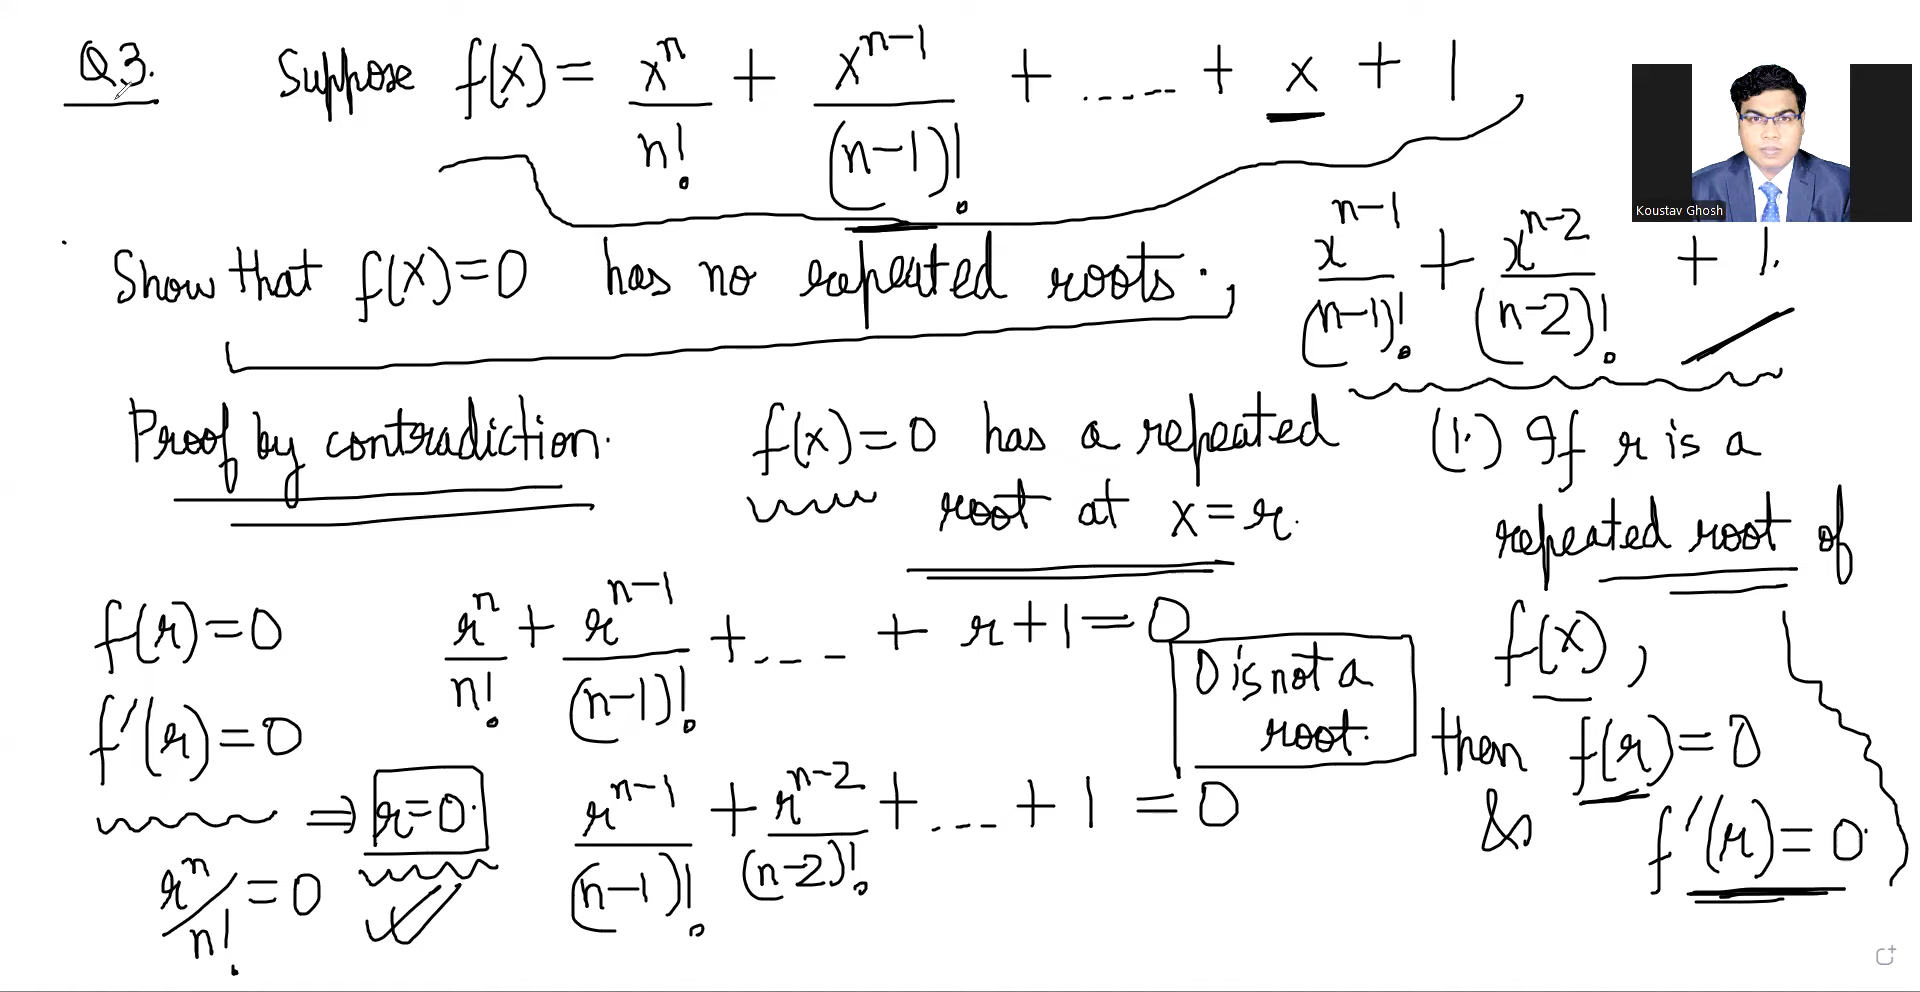 Q3. Suppose f(x) = x^n/n! + x^(n-1)/(n-1)! + ..... + x + 1
Koustav Ghosh
Show that f(x)=0 has no repeated roots.
x^(n-1)/(n-1)! + x^(n-2)/(n-2)! + 1.
Proof by contradiction.
f(x)=0 has a repeated
root at x=r.
(1.) If r is a
repeated root of
f(x),
then f(r)=0
& f'(r)=0.
f(r)=0
f'(r)=0
r^n/n! + r^(n-1)/(n-1)! + .... + r+1=0
0 is not a
root.
r^(n-1)/(n-1)! + r^(n-2)/(n-2)! + .... + 1 = 0
⇒ r=0.
r^n/n! = 0